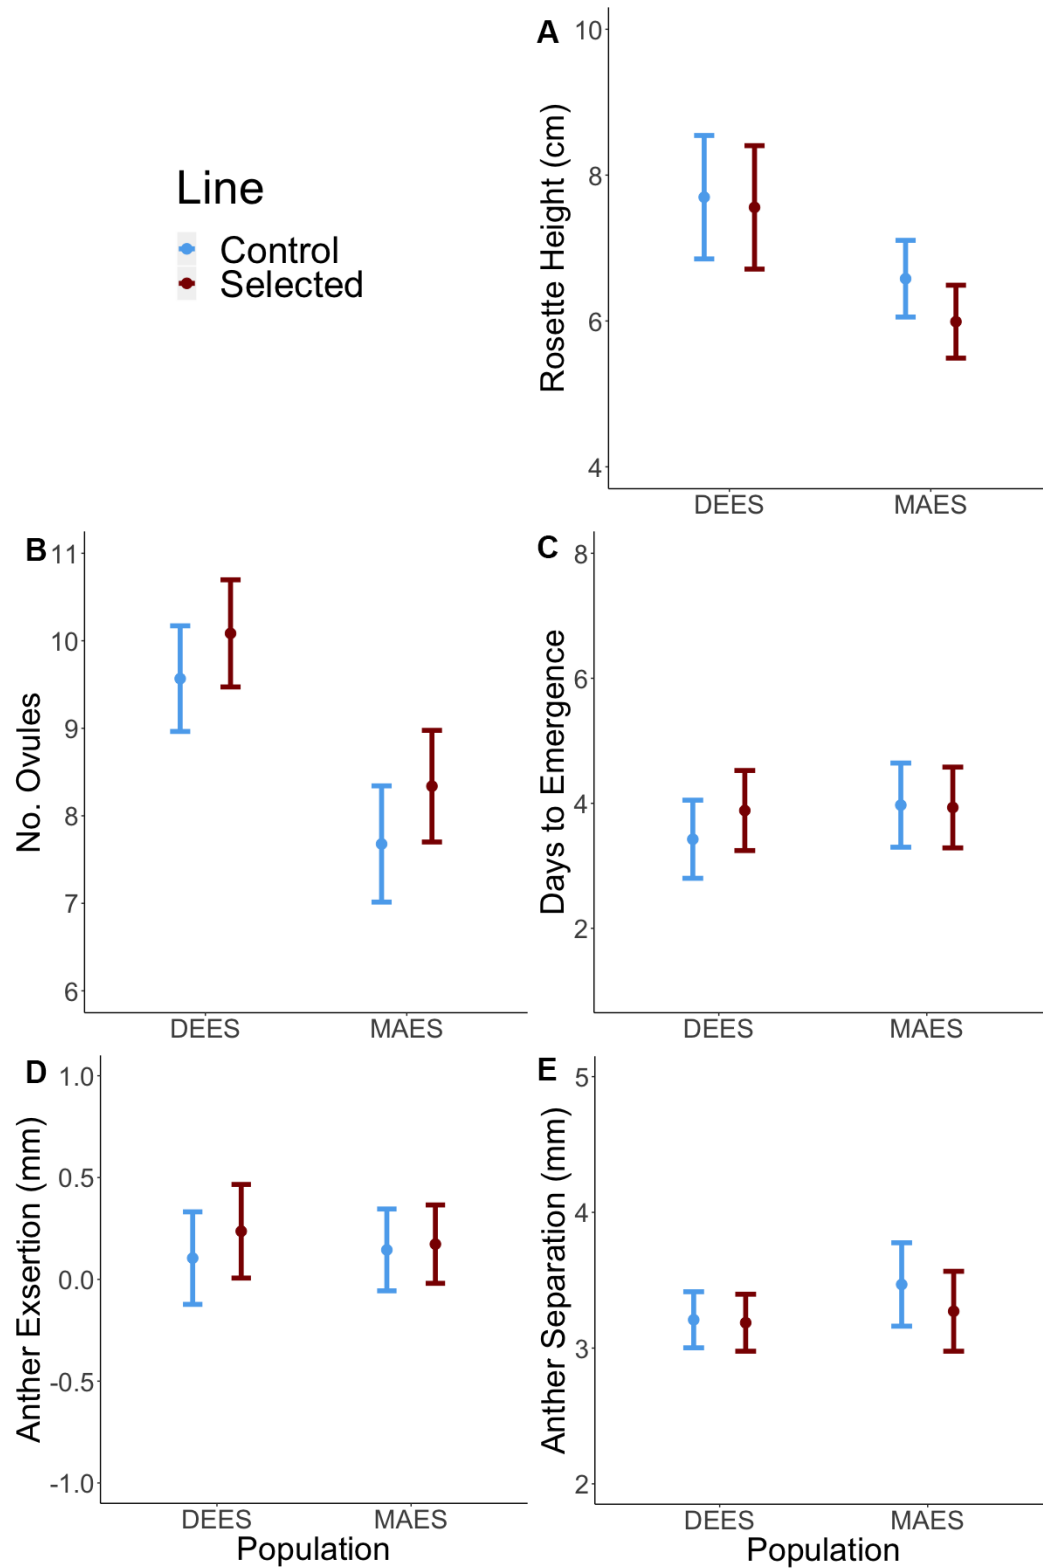 A
10
8
6
4
Rosette Height (cm)
DEES MAES
Line
Control
Selected
B
11
10
9
8
7
6
No. Ovules
DEES MAES
C
8
6
4
2
Days to Emergence
DEES MAES
D
1.0
0.5
0.0
-0.5
-1.0
Anther Exsertion (mm)
DEES MAES
Population
E
5
4
3
2
Anther Separation (mm)
DEES MAES
Population